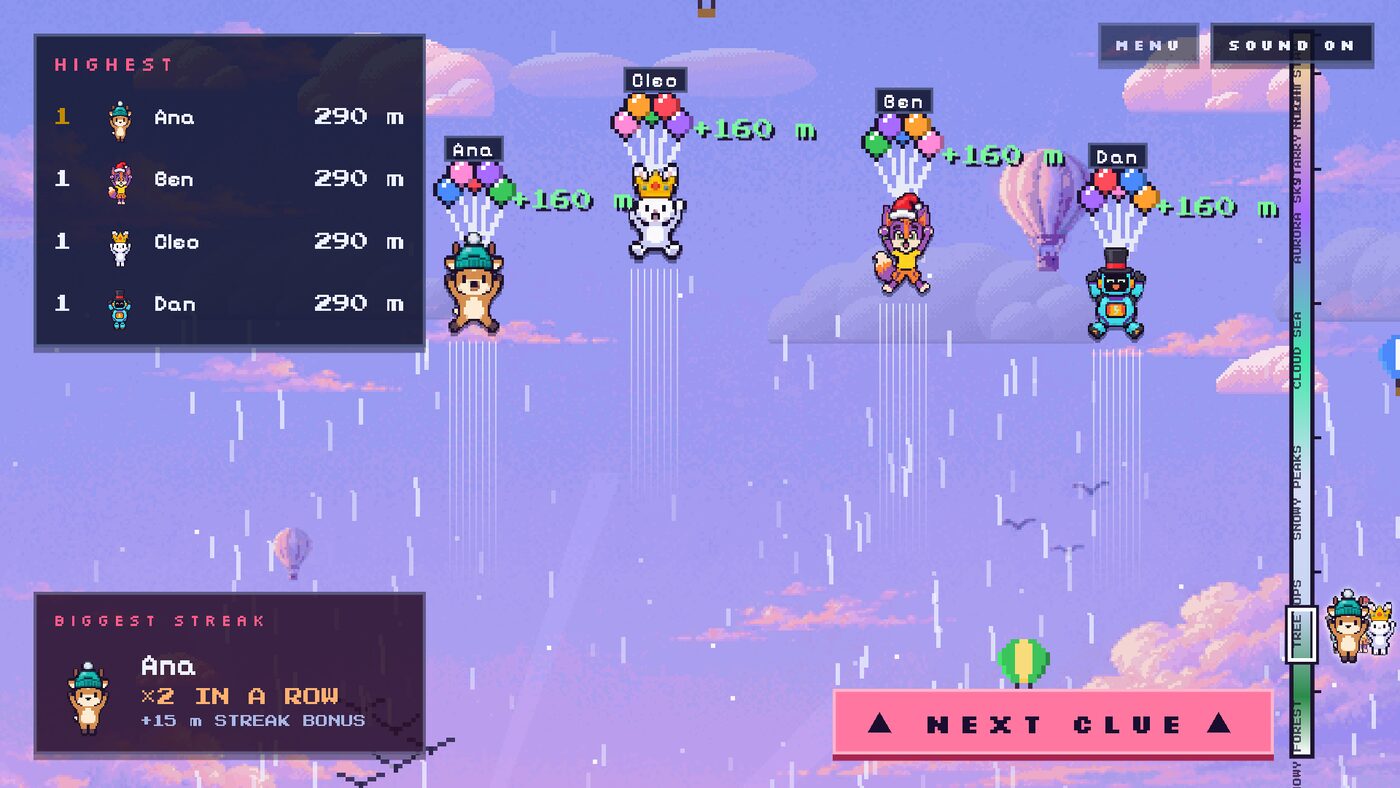 HIGHEST
1 Ana 290 m
1 Ben 290 m
1 Cleo 290 m
1 Dan 290 m
Ana
+160 m
Cleo
+160 m
Ben
+160 m
Dan
+160 m
MENU
SOUND ON
AURORA SKY
CLOUD SEA
SNOWY PEAKS
TREE
FOREST
BIGGEST STREAK
Ana
×2 IN A ROW
+15 m STREAK BONUS
▲ NEXT CLUE ▲